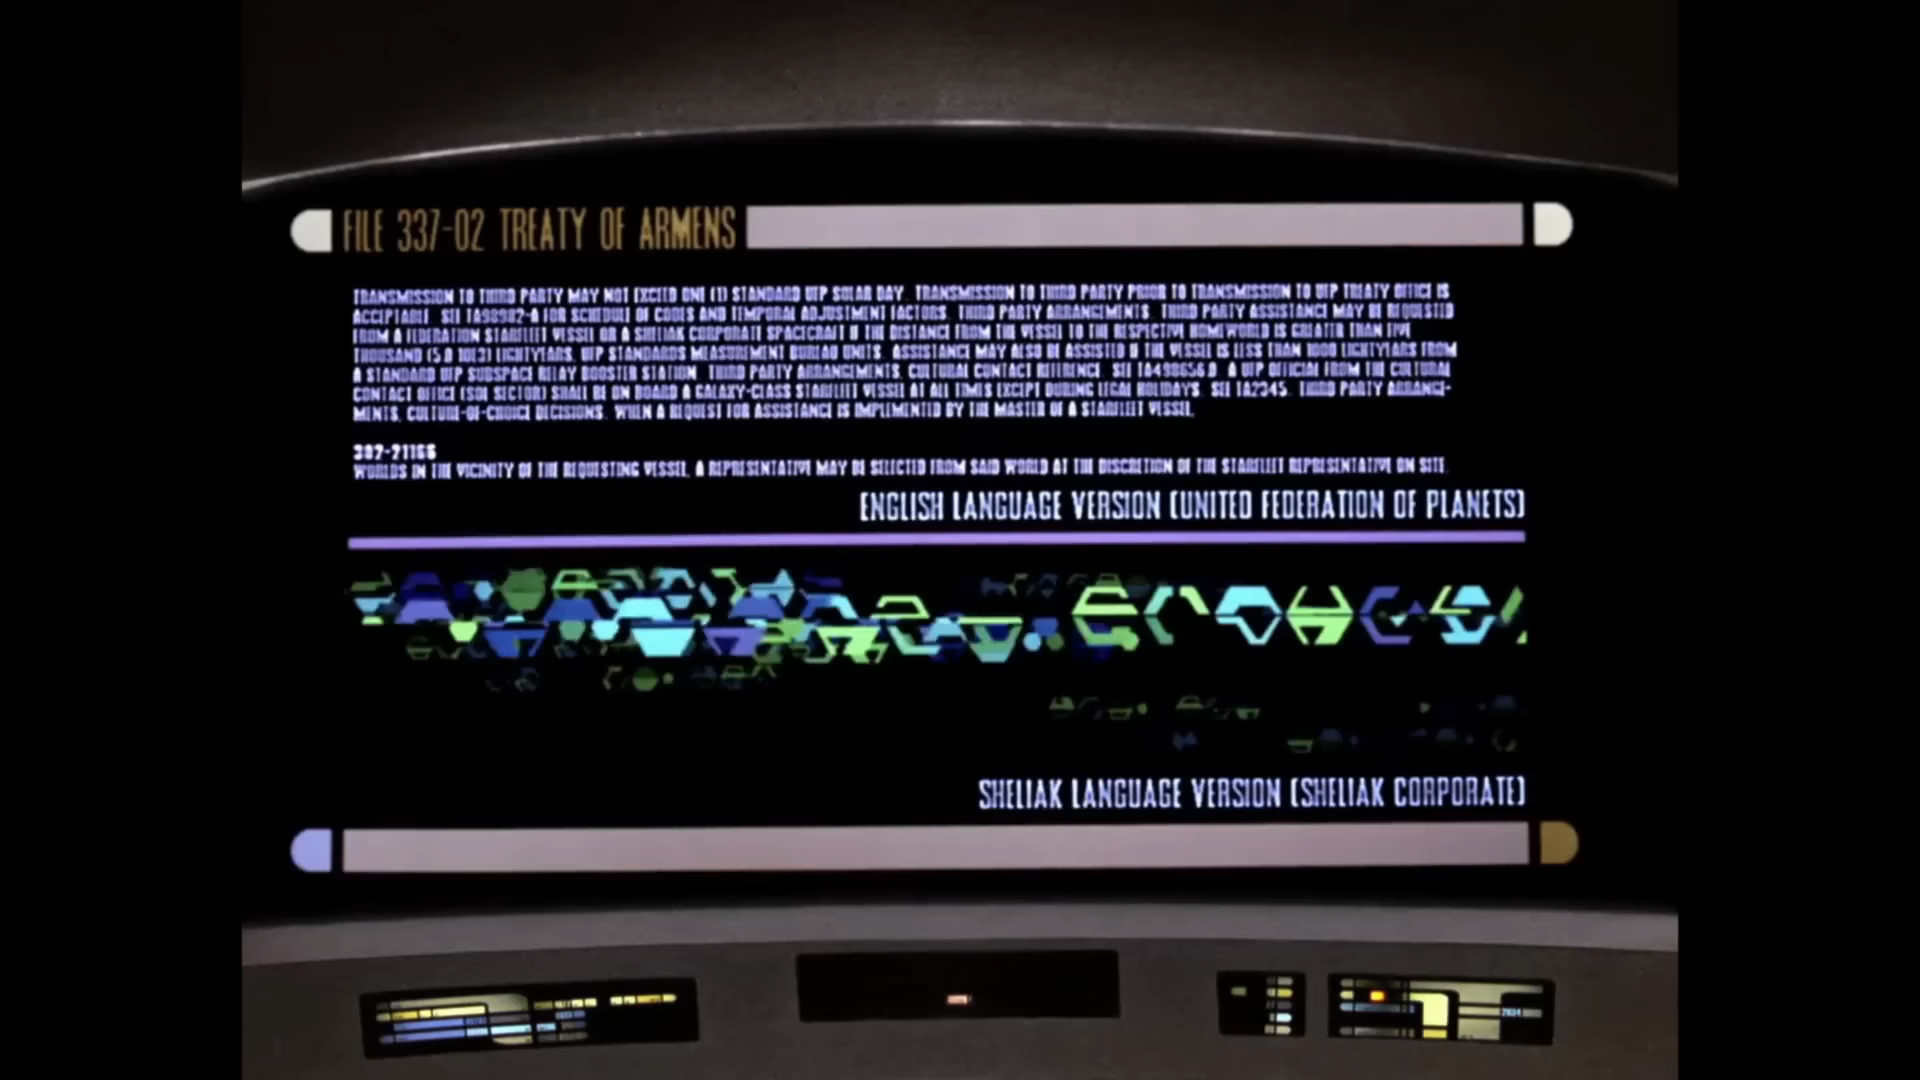 FILE 337-02 TREATY OF ARMENS
TRANSMISSION TO THIRD PARTY MAY NOT EXCEED ONE (1) STANDARD UFP SOLAR DAY. TRANSMISSION TO THIRD PARTY PRIOR TO TRANSMISSION TO UFP TREATY OFFICE IS
ACCEPTABLE. SEE TA98982-A FOR SCHEDULE OF CODES AND TEMPORAL ADJUSTMENT FACTORS. THIRD PARTY ARRANGEMENTS. THIRD PARTY ASSISTANCE MAY BE REQUESTED
FROM A FEDERATION STARFLEET VESSEL OR A SHELIAK CORPORATE SPACECRAFT IF THE DISTANCE FROM THE VESSEL TO THE RESPECTIVE HOMEWORLD IS GREATER THAN FIVE
THOUSAND (5.0 10E3) LIGHTYEARS, UFP STANDARDS MEASUREMENT BUREAU UNITS. ASSISTANCE MAY ALSO BE ASSISTED IF THE VESSEL IS LESS THAN 1000 LIGHTYEARS FROM
A STANDARD UFP SUBSPACE RELAY BOOSTER STATION. THIRD PARTY ARRANGEMENTS, CULTURAL CONTACT REFERENCE. SEE TA498656.0. A UFP OFFICIAL FROM THE CULTURAL
CONTACT OFFICE (SOL SECTOR) SHALL BE ON BOARD A GALAXY-CLASS STARFLEET VESSEL AT ALL TIMES EXCEPT DURING LEGAL HOLIDAYS. SEE TA2345. THIRD PARTY ARRANGE-
MENTS, CULTURE-OF-CHOICE DECISIONS. WHEN A REQUEST FOR ASSISTANCE IS IMPLEMENTED BY THE MASTER OF A STARFLEET VESSEL,
387-21166
WORLDS IN THE VICINITY OF THE REQUESTING VESSEL, A REPRESENTATIVE MAY BE SELECTED FROM SAID WORLD AT THE DISCRETION OF THE STARFLEET REPRESENTATIVE ON SITE.
ENGLISH LANGUAGE VERSION (UNITED FEDERATION OF PLANETS)
SHELIAK LANGUAGE VERSION (SHELIAK CORPORATE)